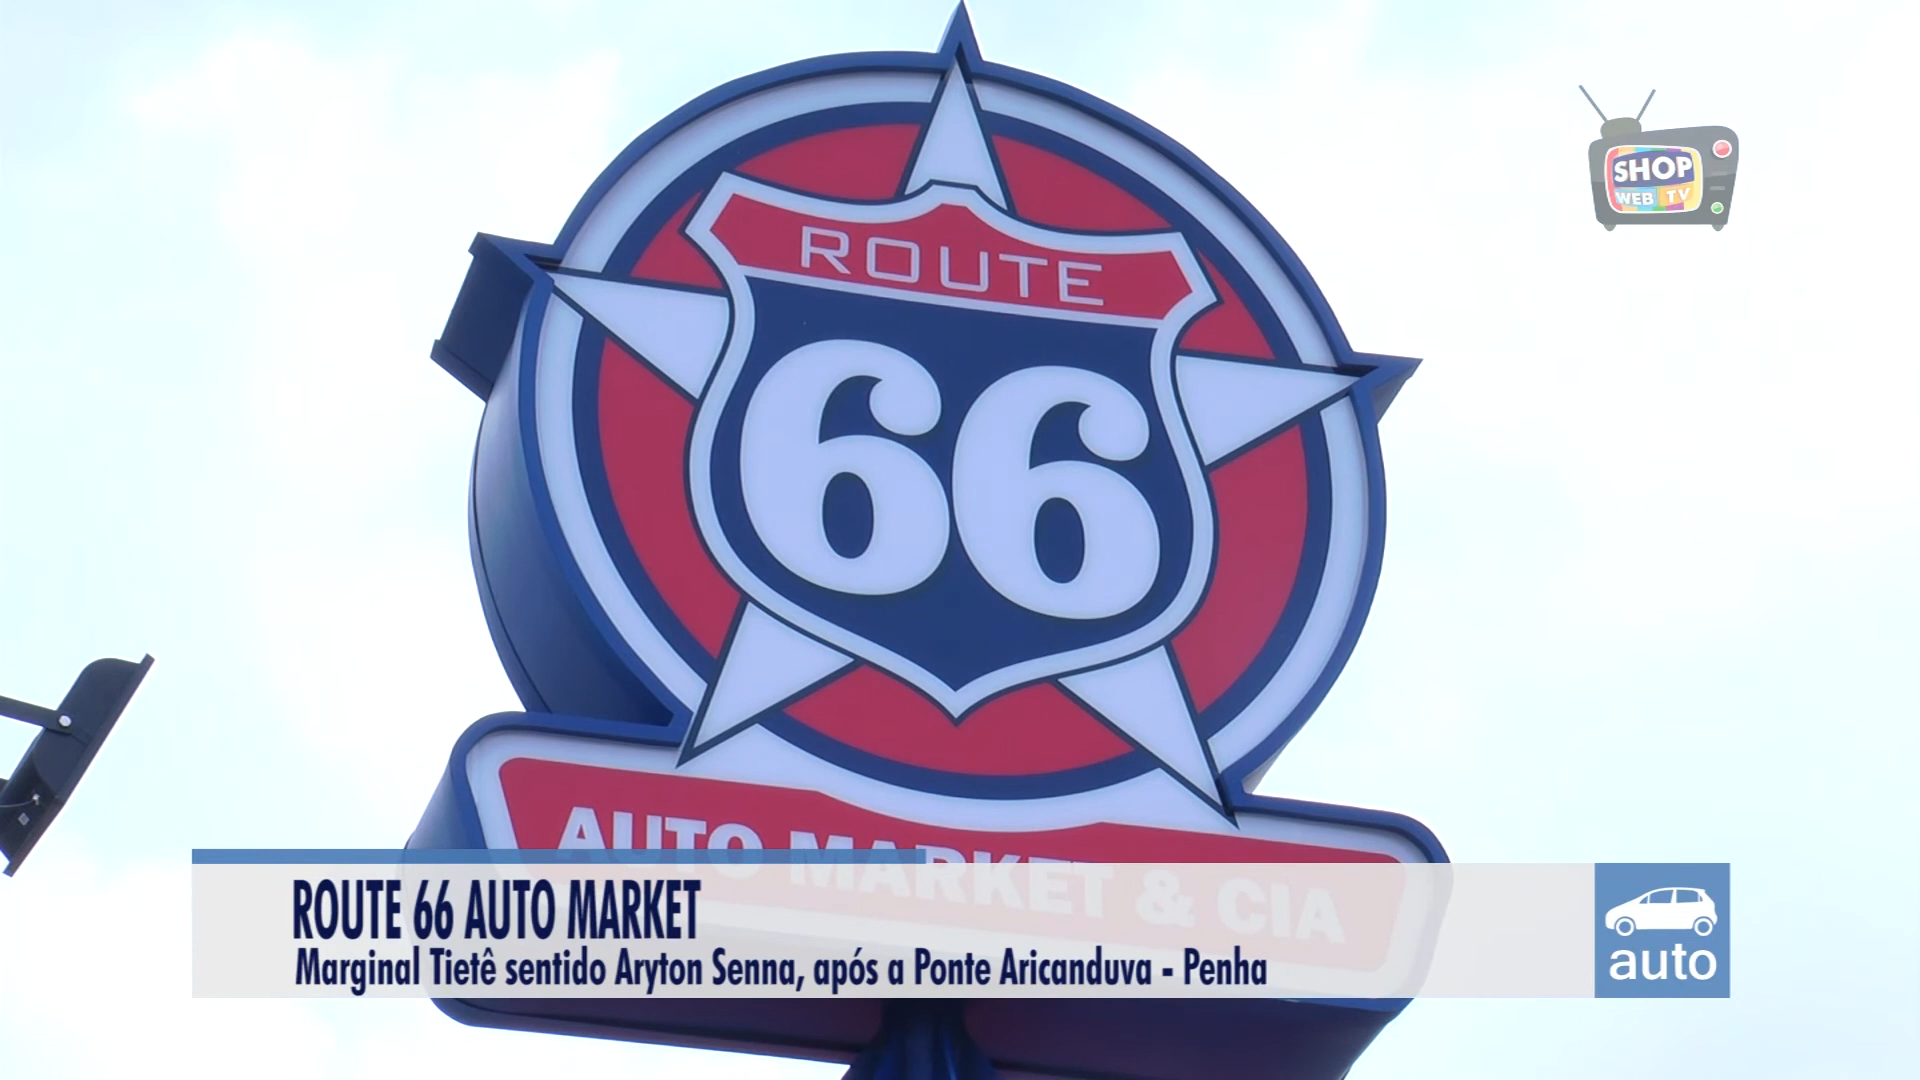 SHOP
WEB TV
ROUTE
66
AUTO MARKET & CIA
ROUTE 66 AUTO MARKET
Marginal Tietê sentido Aryton Senna, após a Ponte Aricanduva - Penha
auto